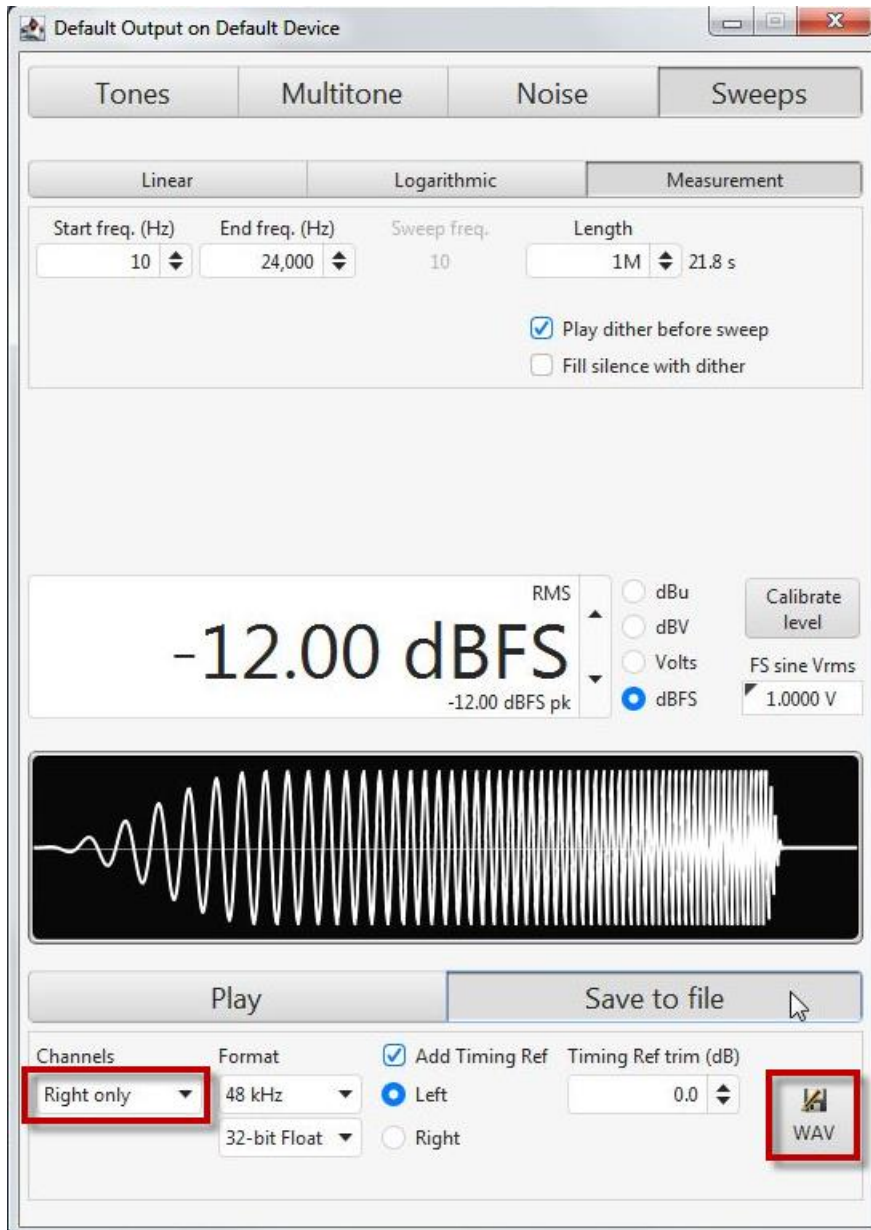 Default Output on Default Device
Tones Multitone Noise Sweeps
Linear Logarithmic Measurement
Start freq. (Hz) End freq. (Hz) Sweep freq. Length
10 24,000 10 1M 21.8 s
Play dither before sweep
Fill silence with dither
RMS
-12.00 dBFS
-12.00 dBFS pk
dBu
dBV
Volts
dBFS
Calibrate
level
FS sine Vrms
1.0000 V
Play Save to file
Channels Format Add Timing Ref Timing Ref trim (dB)
Right only 48 kHz Left 0.0
32-bit Float Right
WAV